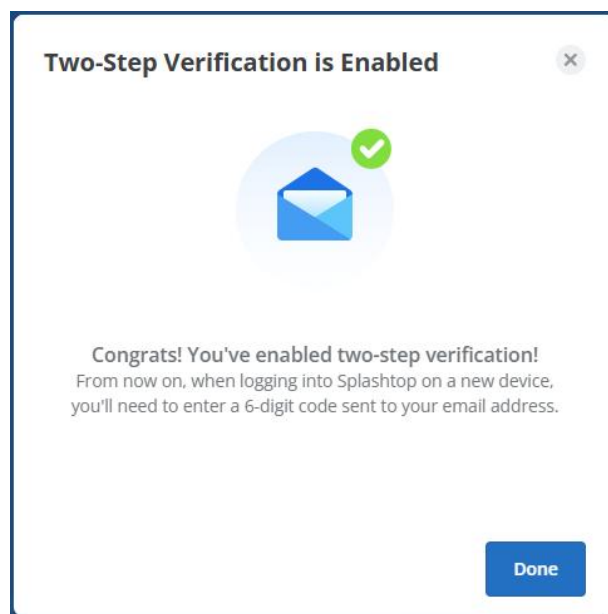 Two-Step Verification is Enabled
Congrats! You've enabled two-step verification!
From now on, when logging into Splashtop on a new device,
you'll need to enter a 6-digit code sent to your email address.
Done